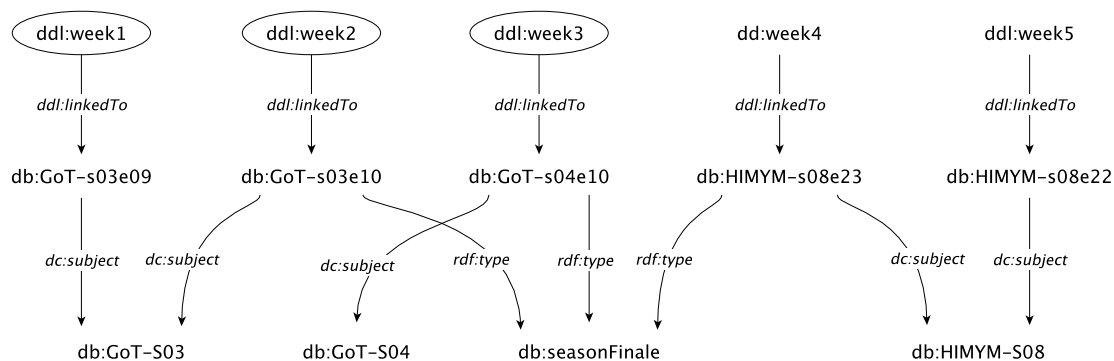 ddl:week1 ddl:week2 ddl:week3 dd:week4 ddl:week5
ddl:linkedTo ddl:linkedTo ddl:linkedTo ddl:linkedTo ddl:linkedTo
db:GoT-s03e09 db:GoT-s03e10 db:GoT-s04e10 db:HIMYM-s08e23 db:HIMYM-s08e22
dc:subject dc:subject dc:subject rdf:type rdf:type rdf:type dc:subject dc:subject
db:GoT-S03 db:GoT-S04 db:seasonFinale db:HIMYM-S08